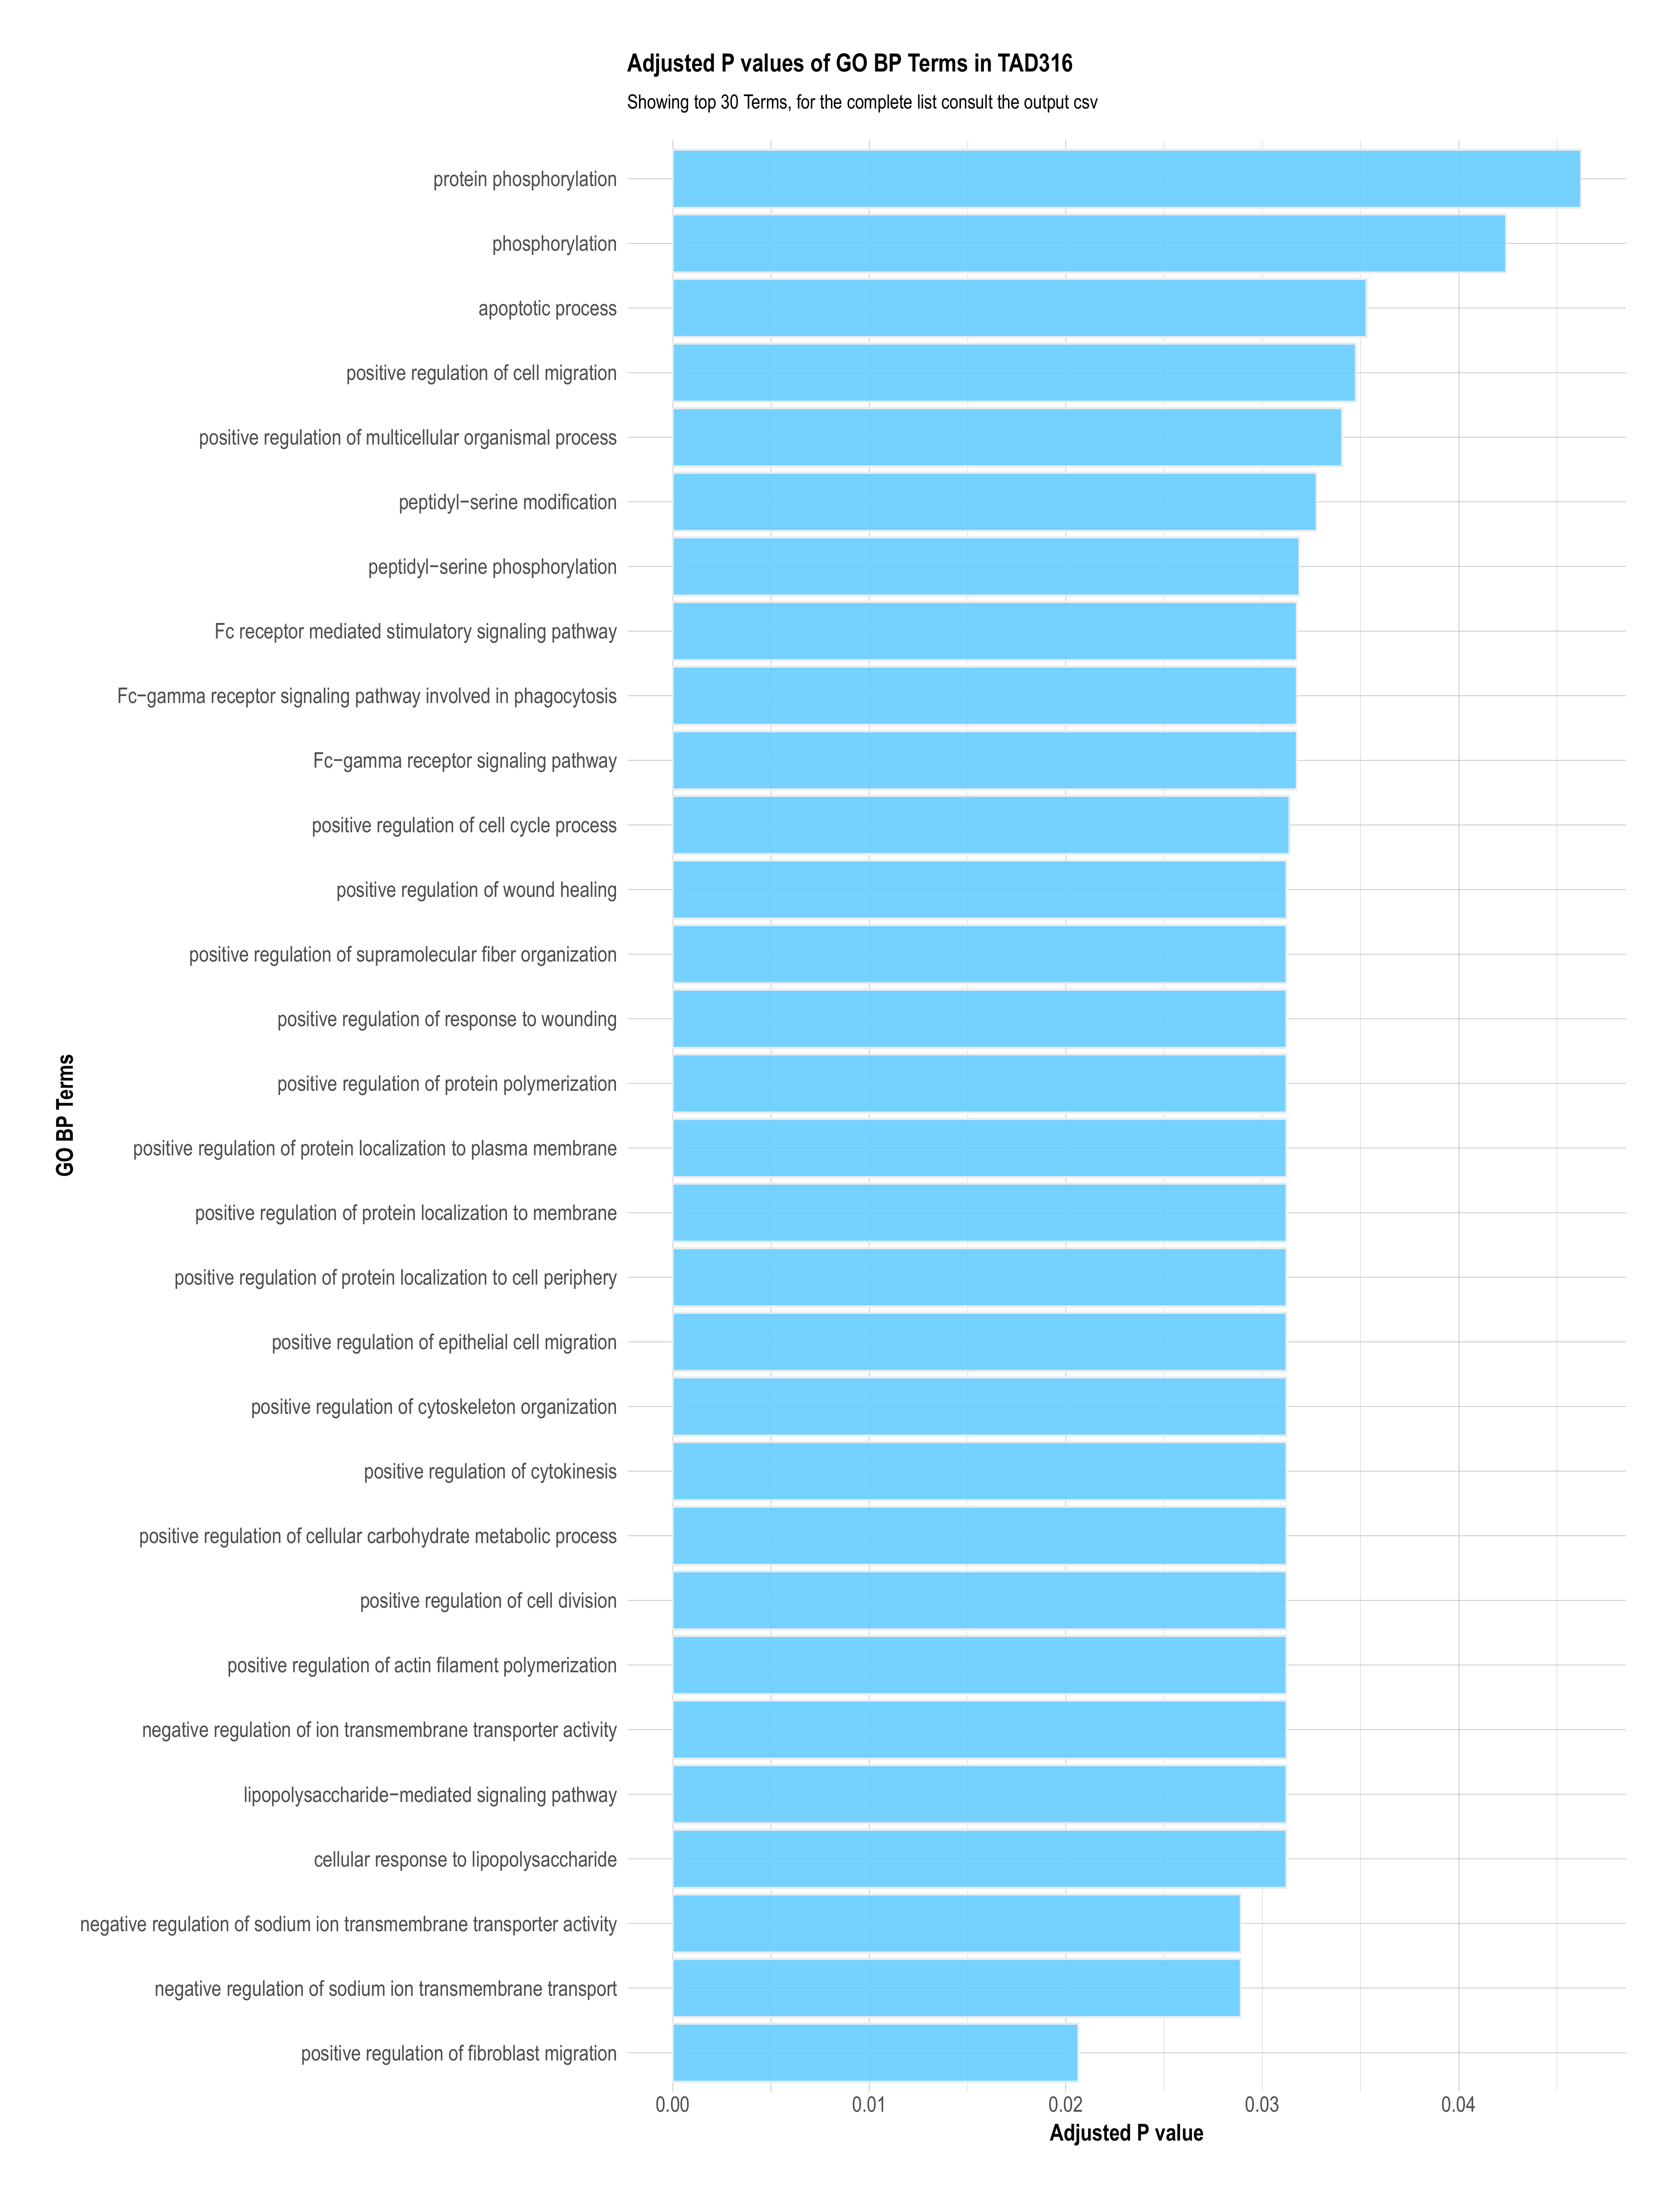 Adjusted P values of GO BP Terms in TAD316
Showing top 30 Terms, for the complete list consult the output csv
protein phosphorylation
phosphorylation
apoptotic process
positive regulation of cell migration
positive regulation of multicellular organismal process
peptidyl−serine modification
peptidyl−serine phosphorylation
Fc receptor mediated stimulatory signaling pathway
Fc−gamma receptor signaling pathway involved in phagocytosis
Fc−gamma receptor signaling pathway
positive regulation of cell cycle process
positive regulation of wound healing
positive regulation of supramolecular fiber organization
positive regulation of response to wounding
positive regulation of protein polymerization
positive regulation of protein localization to plasma membrane
positive regulation of protein localization to membrane
positive regulation of protein localization to cell periphery
positive regulation of epithelial cell migration
positive regulation of cytoskeleton organization
positive regulation of cytokinesis
positive regulation of cellular carbohydrate metabolic process
positive regulation of cell division
positive regulation of actin filament polymerization
negative regulation of ion transmembrane transporter activity
lipopolysaccharide−mediated signaling pathway
cellular response to lipopolysaccharide
negative regulation of sodium ion transmembrane transporter activity
negative regulation of sodium ion transmembrane transport
positive regulation of fibroblast migration
GO BP Terms
0.00 0.01 0.02 0.03 0.04
Adjusted P value